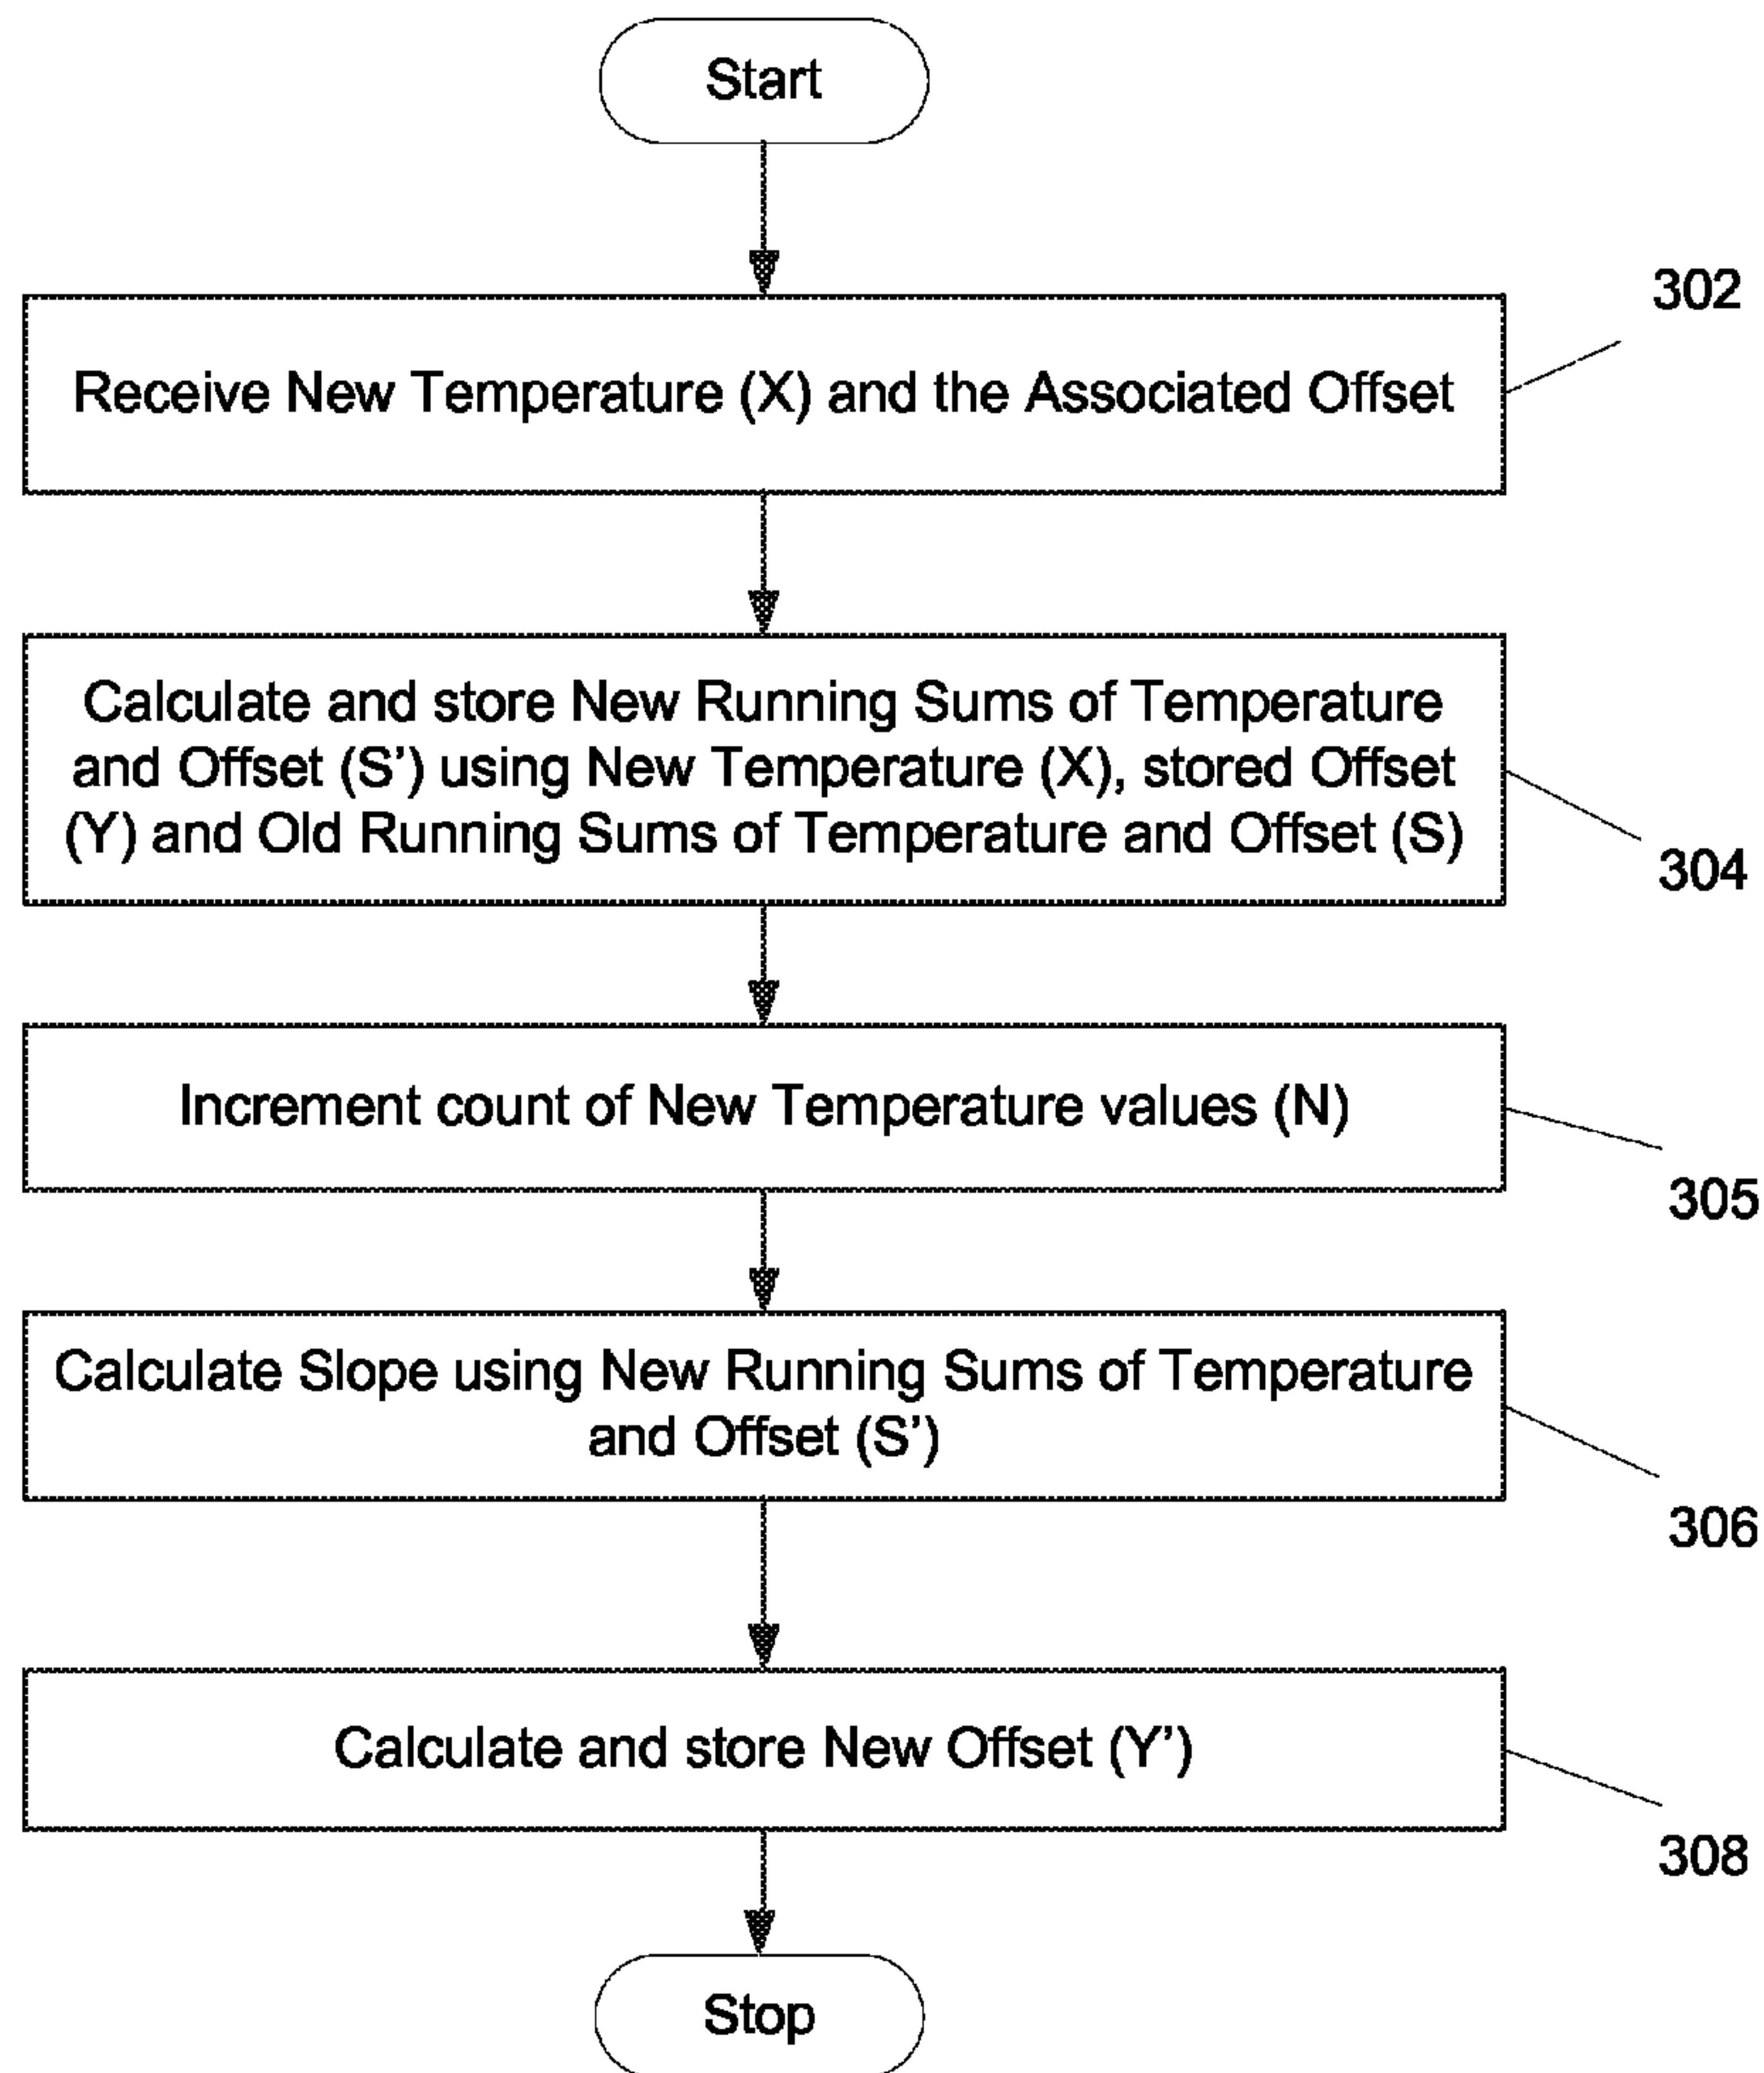 Start
302
Receive New Temperature (X) and the Associated Offset
Calculate and store New Running Sums of Temperature
and Offset (S') using New Temperature (X), stored Offset
(Y) and Old Running Sums of Temperature and Offset (S)
304
Increment count of New Temperature values (N)
305
Calculate Slope using New Running Sums of Temperature
and Offset (S')
306
Calculate and store New Offset (Y')
308
Stop